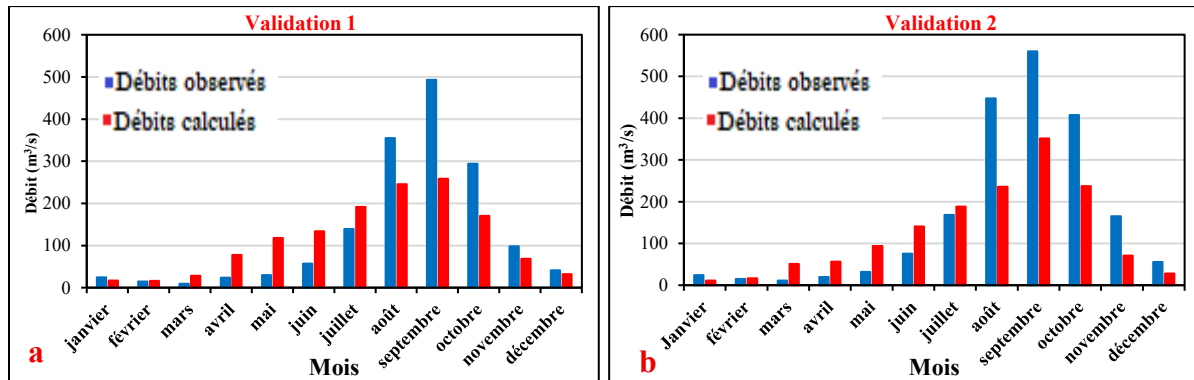 Validation 1
600
500
400
300
200
100
0
Débit (m³/s)
Débits observés
Débits calculés
janvier
février
mars
avril
mai
juin
juillet
août
septembre
octobre
novembre
décembre
Mois
a
Validation 2
600
500
400
300
200
100
0
Débit (m³/s)
Débits observés
Débits calculés
Janvier
février
mars
avril
mai
juin
juillet
août
septembre
octobre
novembre
décembre
Mois
b